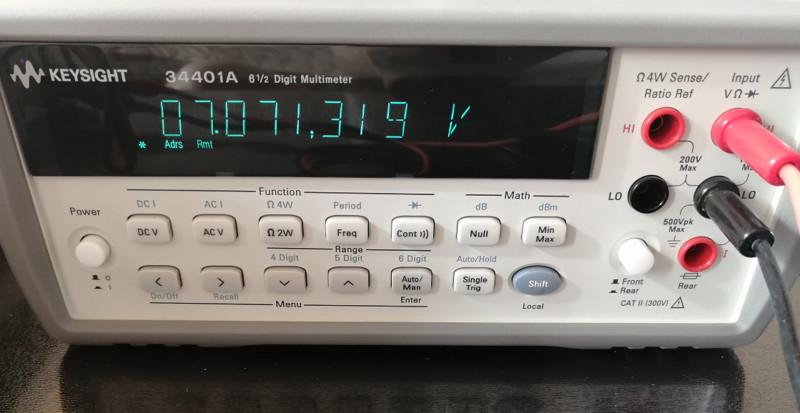 KEYSIGHT 34401A 6½ Digit Multimeter
07.071,319 V
* Adrs Rmt
Ω 4W Sense/ Ratio Ref
Input V Ω
HI
200V Max
LO
LO
500Vpk Max
I
Front
Rear
Rear
CAT II (300V)
Power
O
I
Function
Math
DC I AC I Ω 4W Period dB dBm
DC V AC V Ω 2W Freq Cont Null Min Max
Range
4 Digit 5 Digit 6 Digit Auto/Hold
< > Auto/ Man Single Trig Shift
On/Off Recall Enter Local
Menu